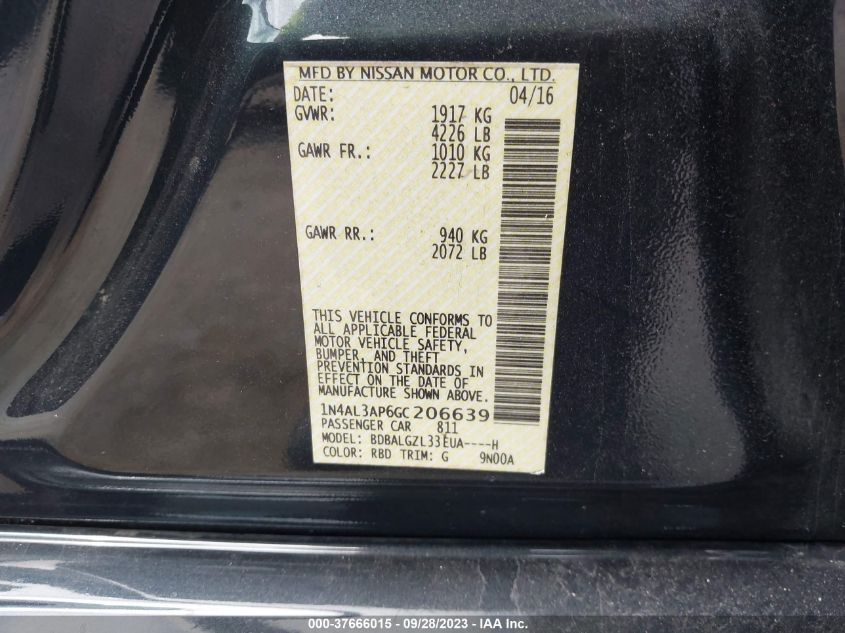 MFD BY NISSAN MOTOR CO., LTD.
DATE: 04/16
GVWR: 1917 KG
4226 LB
GAWR FR.: 1010 KG
2227 LB
GAWR RR.: 940 KG
2072 LB
THIS VEHICLE CONFORMS TO
ALL APPLICABLE FEDERAL
MOTOR VEHICLE SAFETY,
BUMPER, AND THEFT
PREVENTION STANDARDS IN
EFFECT ON THE DATE OF
MANUFACTURE SHOWN ABOVE.
1N4AL3AP6GC206639
PASSENGER CAR 811
MODEL: BDBALGZL33EUA----H
COLOR: RBD TRIM: G 9N00A
000-37666015 - 09/28/2023 - IAA Inc.